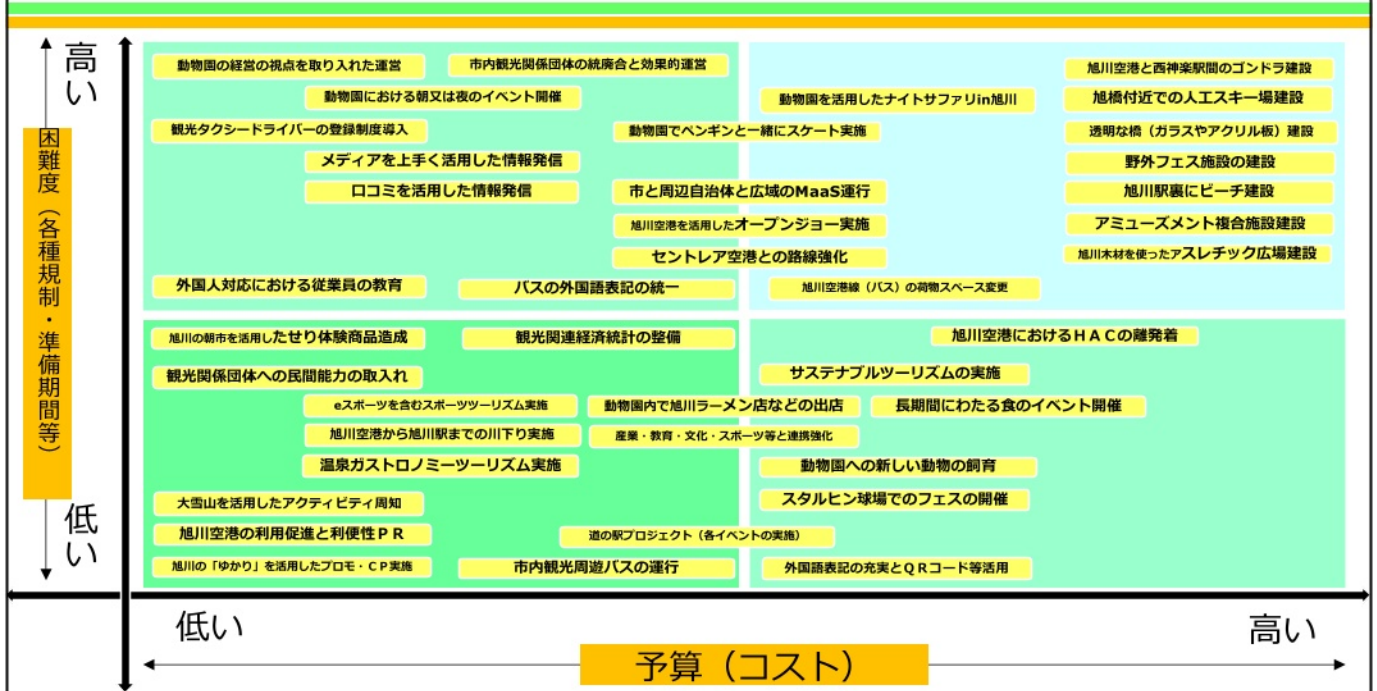 高い
困難度（各種規制・準備期間等）
低い
動物園の経営の視点を取り入れた運営
市内観光関係団体の統廃合と効果的運営
動物園における朝又は夜のイベント開催
観光タクシードライバーの登録制度導入
動物園でペンギンと一緒にスケート実施
メディアを上手く活用した情報発信
口コミを活用した情報発信
市と周辺自治体と広域のMaaS運行
旭川空港を活用したオープンジョー実施
セントレア空港との路線強化
外国人対応における従業員の教育
バスの外国語表記の統一
旭川空港と西神楽駅間のゴンドラ建設
動物園を活用したナイトサファリin旭川
旭橋付近での人工スキー場建設
透明な橋（ガラスやアクリル板）建設
野外フェス施設の建設
旭川駅裏にビーチ建設
アミューズメント複合施設建設
旭川木材を使ったアスレチック広場建設
旭川空港線（バス）の荷物スペース変更
旭川の朝市を活用したせり体験商品造成
観光関連経済統計の整備
観光関係団体への民間能力の取入れ
eスポーツを含むスポーツツーリズム実施
動物園内で旭川ラーメン店などの出店
旭川空港から旭川駅までの川下り実施
産業・教育・文化・スポーツ等と連携強化
温泉ガストロノミーツーリズム実施
大雪山を活用したアクティビティ周知
旭川空港の利用促進と利便性ＰＲ
道の駅プロジェクト（各イベントの実施）
旭川の「ゆかり」を活用したプロモ・ＣＰ実施
市内観光周遊バスの運行
旭川空港におけるＨＡＣの離発着
サステナブルツーリズムの実施
長期間にわたる食のイベント開催
動物園への新しい動物の飼育
スタルヒン球場でのフェスの開催
外国語表記の充実とＱＲコード等活用
低い
高い
予算（コスト）